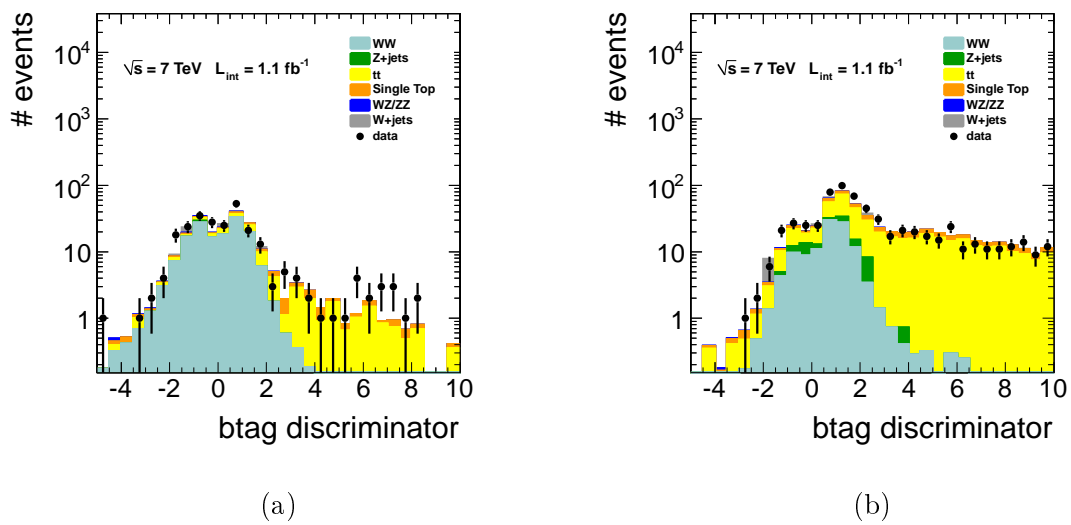 # events
10⁴
10³
10²
10
1
√s = 7 TeV L_int = 1.1 fb⁻¹
WW
Z+jets
tt
Single Top
WZ/ZZ
W+jets
data
-4 -2 0 2 4 6 8 10
btag discriminator
(a)
# events
10⁴
10³
10²
10
1
√s = 7 TeV L_int = 1.1 fb⁻¹
WW
Z+jets
tt
Single Top
WZ/ZZ
W+jets
data
-4 -2 0 2 4 6 8 10
btag discriminator
(b)